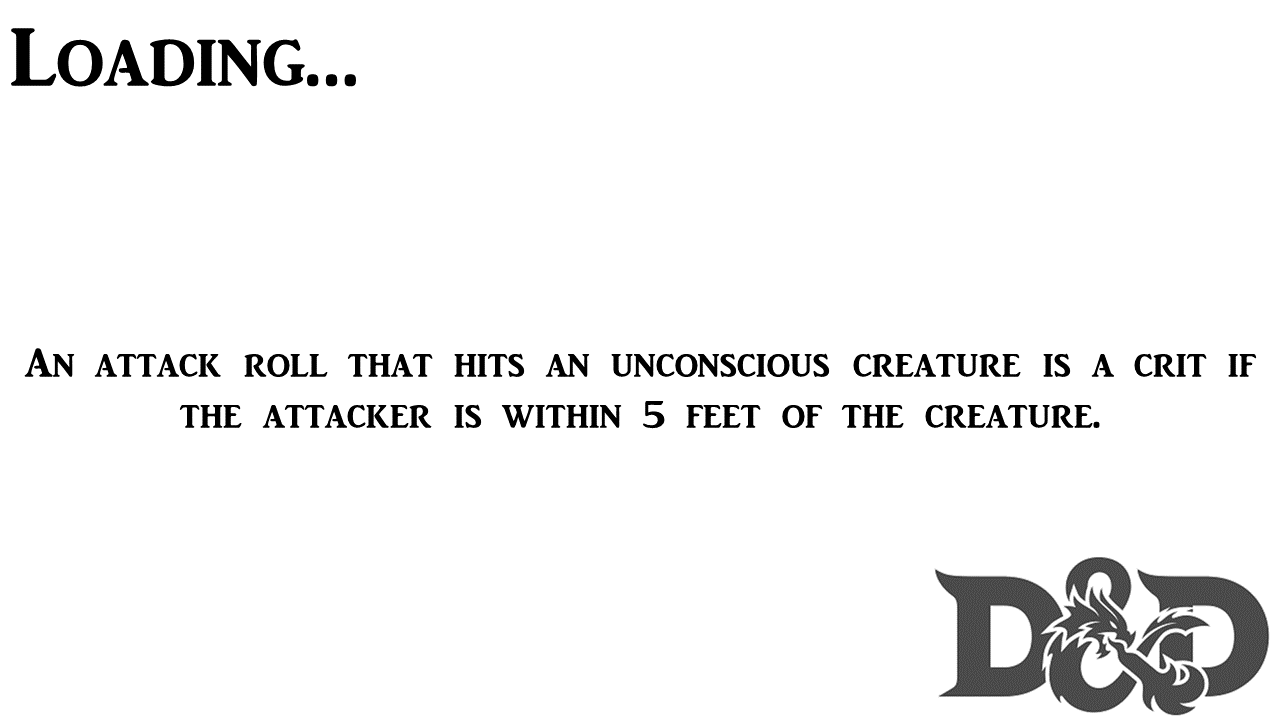 Loading...
An attack roll that hits an unconscious creature is a crit if
the attacker is within 5 feet of the creature.
D&D